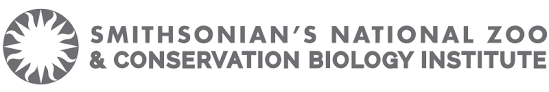 SMITHSONIAN'S NATIONAL ZOO
& CONSERVATION BIOLOGY INSTITUTE